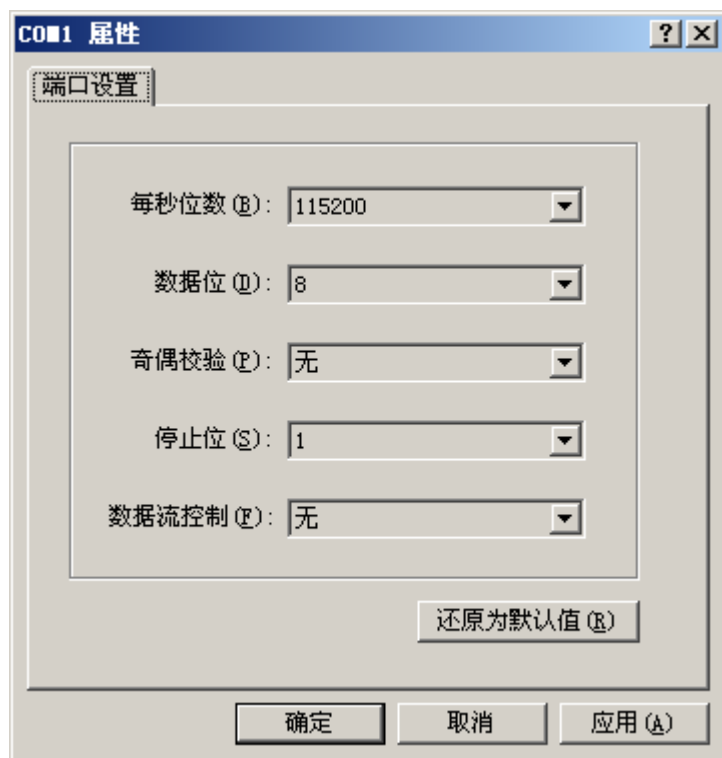 COM1 属性
端口设置
每秒位数(B): 115200
数据位(D): 8
奇偶校验(P): 无
停止位(S): 1
数据流控制(F): 无
还原为默认值(R)
确定 取消 应用(A)